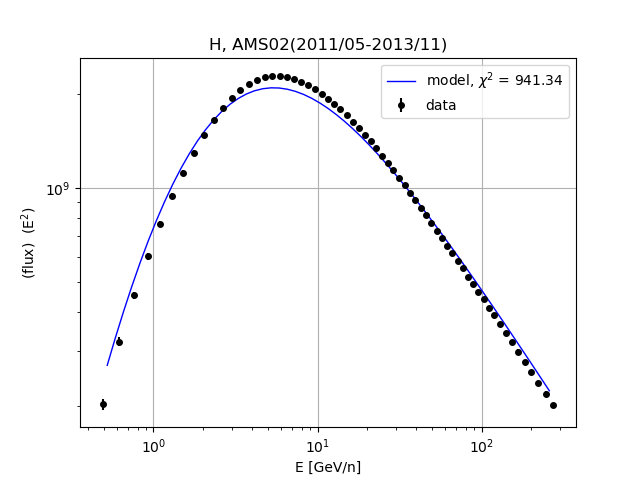 H, AMS02(2011/05-2013/11)
model, χ² = 941.34
data
10⁹
(flux) (E²)
10⁰ 10¹ 10²
E [GeV/n]